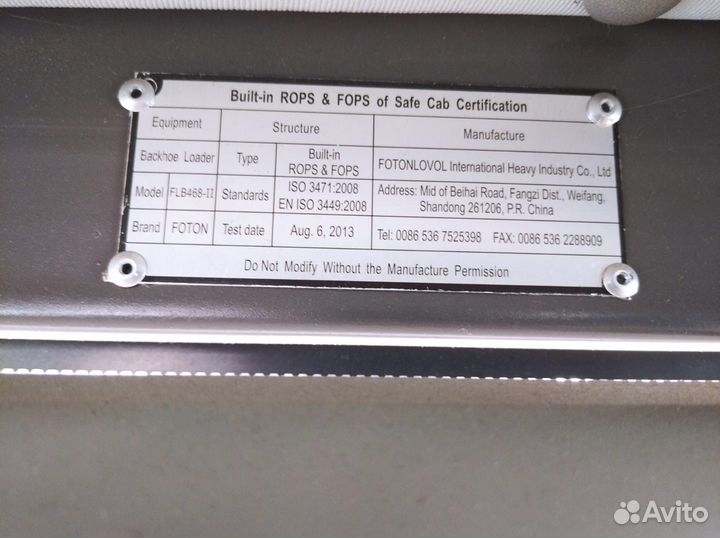 Built-in ROPS & FOPS of Safe Cab Certification
Equipment Structure Manufacture
Backhoe Loader Type Built-in ROPS & FOPS FOTONLOVOL International Heavy Industry Co., Ltd
Model FLB468-II Standards ISO 3471:2008 EN ISO 3449:2008 Address: Mid of Beihai Road, Fangzi Dist., Weifang, Shandong 261206, P.R. China
Brand FOTON Test date Aug. 6, 2013 Tel: 0086 536 7525398 FAX: 0086 536 2288909
Do Not Modify Without the Manufacture Permission
Avito